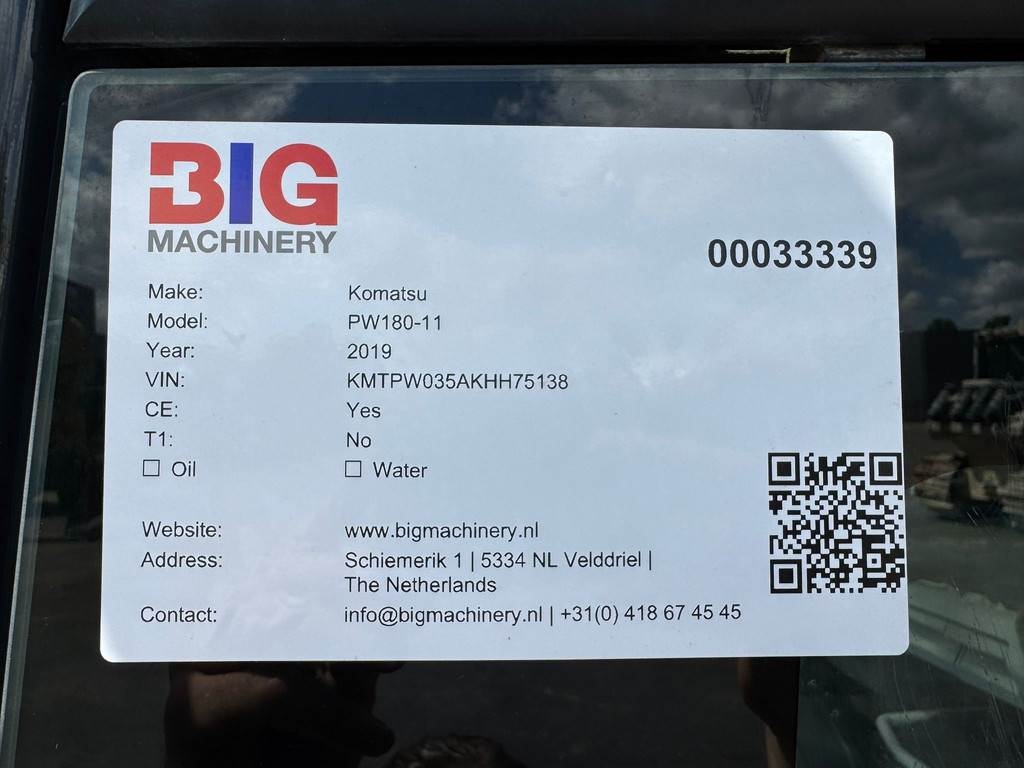 BIG
MACHINERY
00033339
Make: Komatsu
Model: PW180-11
Year: 2019
VIN: KMTPW035AKHH75138
CE: Yes
T1: No
☐ Oil ☐ Water
Website: www.bigmachinery.nl
Address: Schiemerik 1 | 5334 NL Velddriel |
The Netherlands
Contact: info@bigmachinery.nl | +31(0) 418 67 45 45